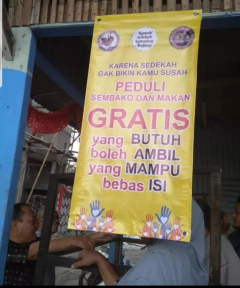 KARENA SEDEKAH
GAK BIKIN KAMU SUSAH
PEDULI
SEMBAKO DAN MAKAN
GRATIS
yang BUTUH
boleh AMBIL
yang MAMPU
bebas ISI